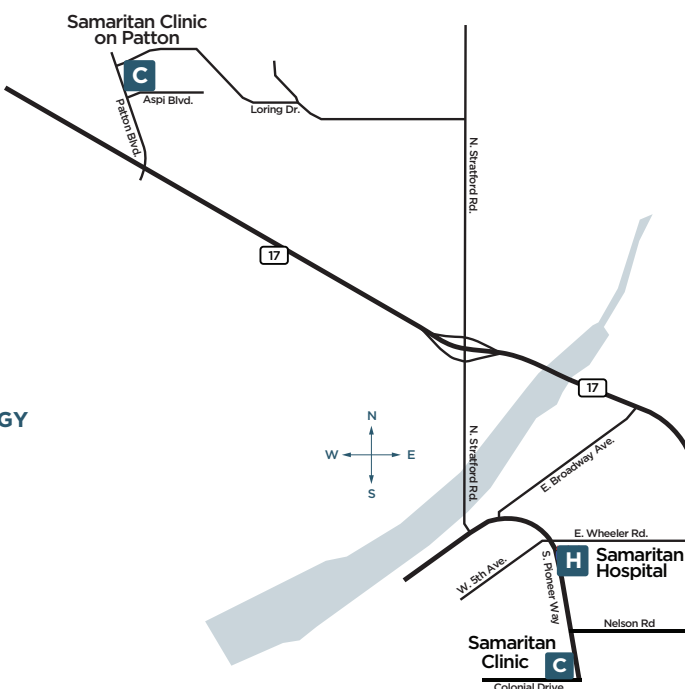 Samaritan Clinic
on Patton
C
Aspi Blvd.
Loring Dr.
Patton Blvd.
N. Stratford Rd.
17
17
GY
N
W
E
S
N. Stratford Rd.
E. Broadway Ave.
E. Wheeler Rd.
H
Samaritan
Hospital
W. 5th Ave.
S. Pioneer Way
Nelson Rd
Samaritan
Clinic
C
Colonial Drive